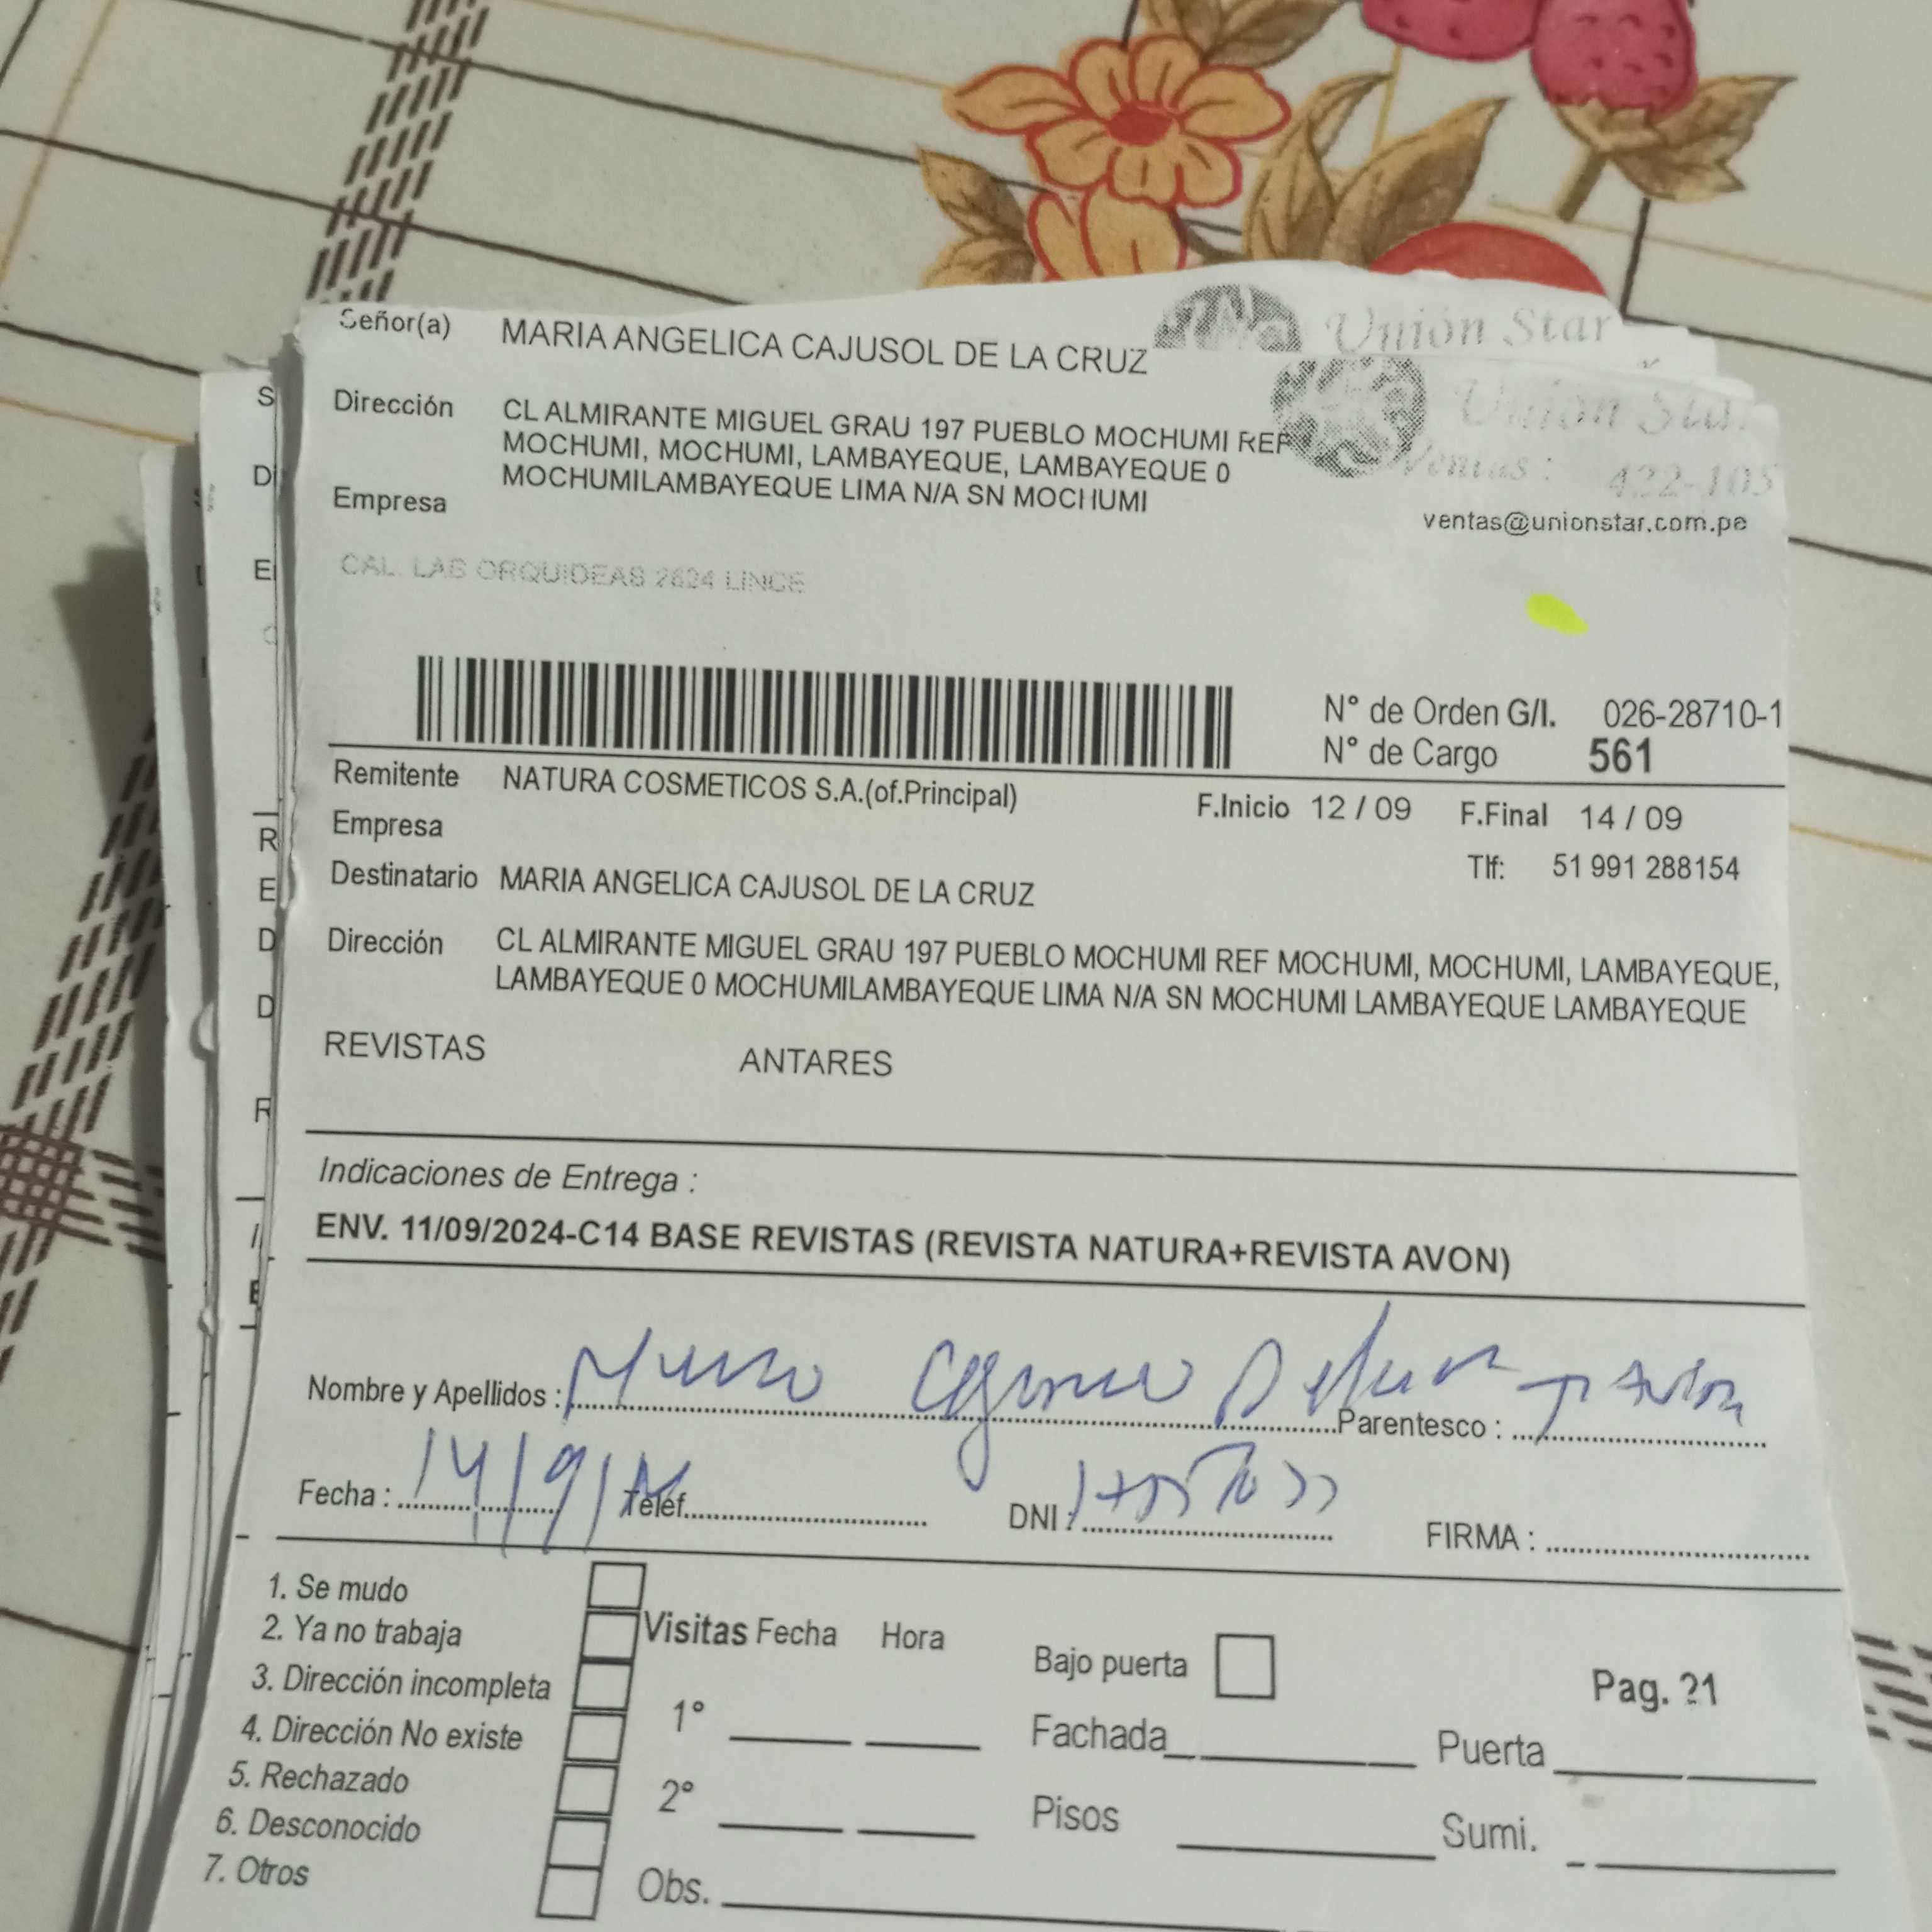 Señor(a) MARIA ANGELICA CAJUSOL DE LA CRUZ
Unión Star
Unión Star
Ventas : 422-105
ventas@unionstar.com.pe
Dirección CL ALMIRANTE MIGUEL GRAU 197 PUEBLO MOCHUMI REF
MOCHUMI, MOCHUMI, LAMBAYEQUE, LAMBAYEQUE 0
MOCHUMILAMBAYEQUE LIMA N/A SN MOCHUMI
Empresa
CAL. LAS ORQUIDEAS 2624 LINCE
N° de Orden G/I. 026-28710-1
N° de Cargo 561
Remitente NATURA COSMETICOS S.A.(of.Principal)
F.Inicio 12 / 09 F.Final 14 / 09
Empresa
Tlf: 51 991 288154
Destinatario MARIA ANGELICA CAJUSOL DE LA CRUZ
Dirección CL ALMIRANTE MIGUEL GRAU 197 PUEBLO MOCHUMI REF MOCHUMI, MOCHUMI, LAMBAYEQUE,
LAMBAYEQUE 0 MOCHUMILAMBAYEQUE LIMA N/A SN MOCHUMI LAMBAYEQUE LAMBAYEQUE
REVISTAS ANTARES
Indicaciones de Entrega :
ENV. 11/09/2024-C14 BASE REVISTAS (REVISTA NATURA+REVISTA AVON)
Nombre y Apellidos : Parentesco :
Fecha : 14/9/ Teléf. DNI : FIRMA :
1. Se mudo
2. Ya no trabaja
3. Dirección incompleta
4. Dirección No existe
5. Rechazado
6. Desconocido
7. Otros
Visitas Fecha Hora
1°
2°
Obs.
Bajo puerta
Pag. 21
Fachada Puerta
Pisos Sumi.